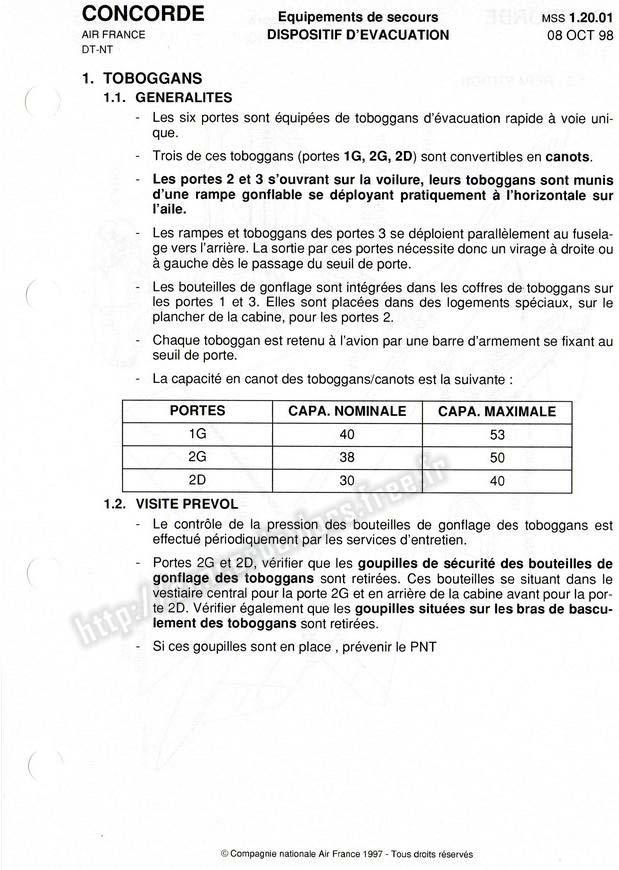 CONCORDE
AIR FRANCE
DT-NT
Equipements de secours
DISPOSITIF D'EVACUATION
MSS 1.20.01
08 OCT 98
1. TOBOGGANS
1.1. GENERALITES
- Les six portes sont équipées de toboggans d'évacuation rapide à voie uni-
que.
- Trois de ces toboggans (portes 1G, 2G, 2D) sont convertibles en canots.
- Les portes 2 et 3 s'ouvrant sur la voilure, leurs toboggans sont munis
d'une rampe gonflable se déployant pratiquement à l'horizontale sur
l'aile.
- Les rampes et toboggans des portes 3 se déploient parallèlement au fusela-
ge vers l'arrière. La sortie par ces portes nécessite donc un virage à droite ou
à gauche dès le passage du seuil de porte.
- Les bouteilles de gonflage sont intégrées dans les coffres de toboggans sur
les portes 1 et 3. Elles sont placées dans des logements spéciaux, sur le
plancher de la cabine, pour les portes 2.
- Chaque toboggan est retenu à l'avion par une barre d'armement se fixant au
seuil de porte.
- La capacité en canot des toboggans/canots est la suivante :
PORTES CAPA. NOMINALE CAPA. MAXIMALE
1G 40 53
2G 38 50
2D 30 40
1.2. VISITE PREVOL
- Le contrôle de la pression des bouteilles de gonflage des toboggans est
effectué périodiquement par les services d'entretien.
- Portes 2G et 2D, vérifier que les goupilles de sécurité des bouteilles de
gonflage des toboggans sont retirées. Ces bouteilles se situant dans le
vestiaire central pour la porte 2G et en arrière de la cabine avant pour la por-
te 2D. Vérifier également que les goupilles situées sur les bras de bascu-
lement des toboggans sont retirées.
- Si ces goupilles sont en place , prévenir le PNT
© Compagnie nationale Air France 1997 - Tous droits réservés